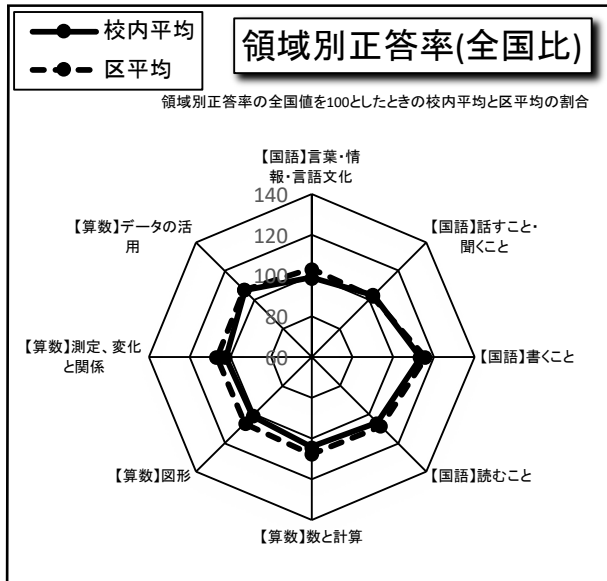 校内平均
区平均
領域別正答率(全国比)
領域別正答率の全国値を100としたときの校内平均と区平均の割合
【国語】言葉・情
報・言語文化
140
120
100
80
60
【国語】話すこと・
聞くこと
【国語】書くこと
【国語】読むこと
【算数】数と計算
【算数】図形
【算数】測定、変化
と関係
【算数】データの活
用